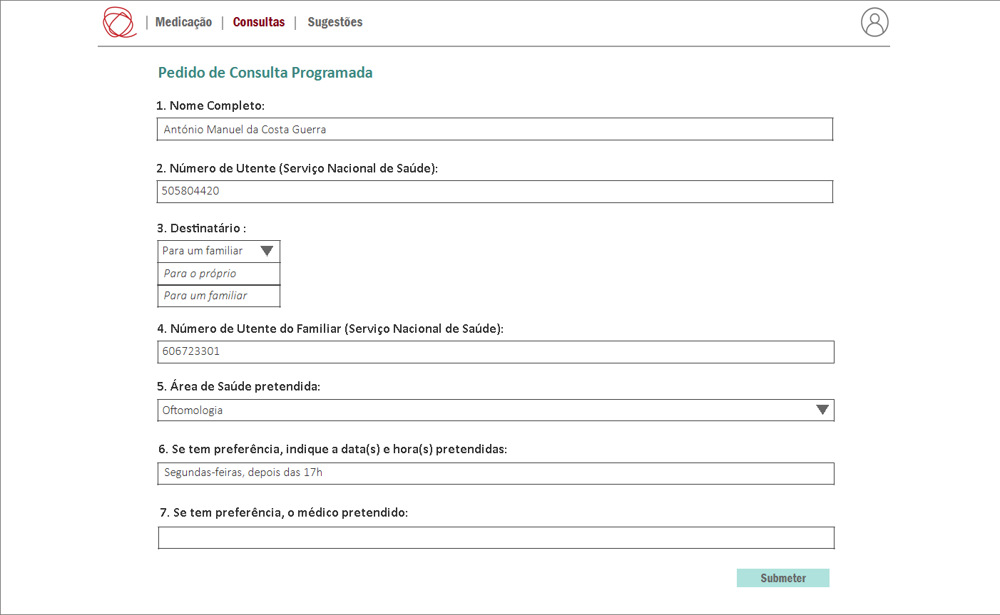 Medicação | Consultas | Sugestões
Pedido de Consulta Programada
1. Nome Completo:
António Manuel da Costa Guerra
2. Número de Utente (Serviço Nacional de Saúde):
505804420
3. Destinatário :
Para um familiar
Para o próprio
Para um familiar
4. Número de Utente do Familiar (Serviço Nacional de Saúde):
606723301
5. Área de Saúde pretendida:
Oftomologia
6. Se tem preferência, indique a data(s) e hora(s) pretendidas:
Segundas-feiras, depois das 17h
7. Se tem preferência, o médico pretendido:
Submeter